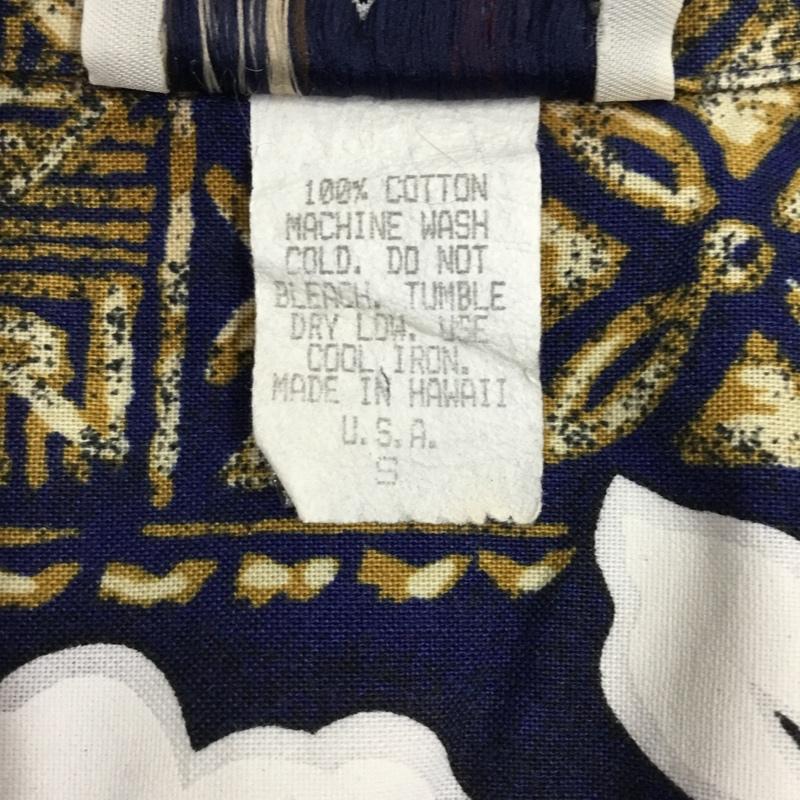 100% COTTON
MACHINE WASH
COLD. DO NOT
BLEACH. TUMBLE
DRY LOW. USE
COOL IRON.
MADE IN HAWAII
U.S.A.
S